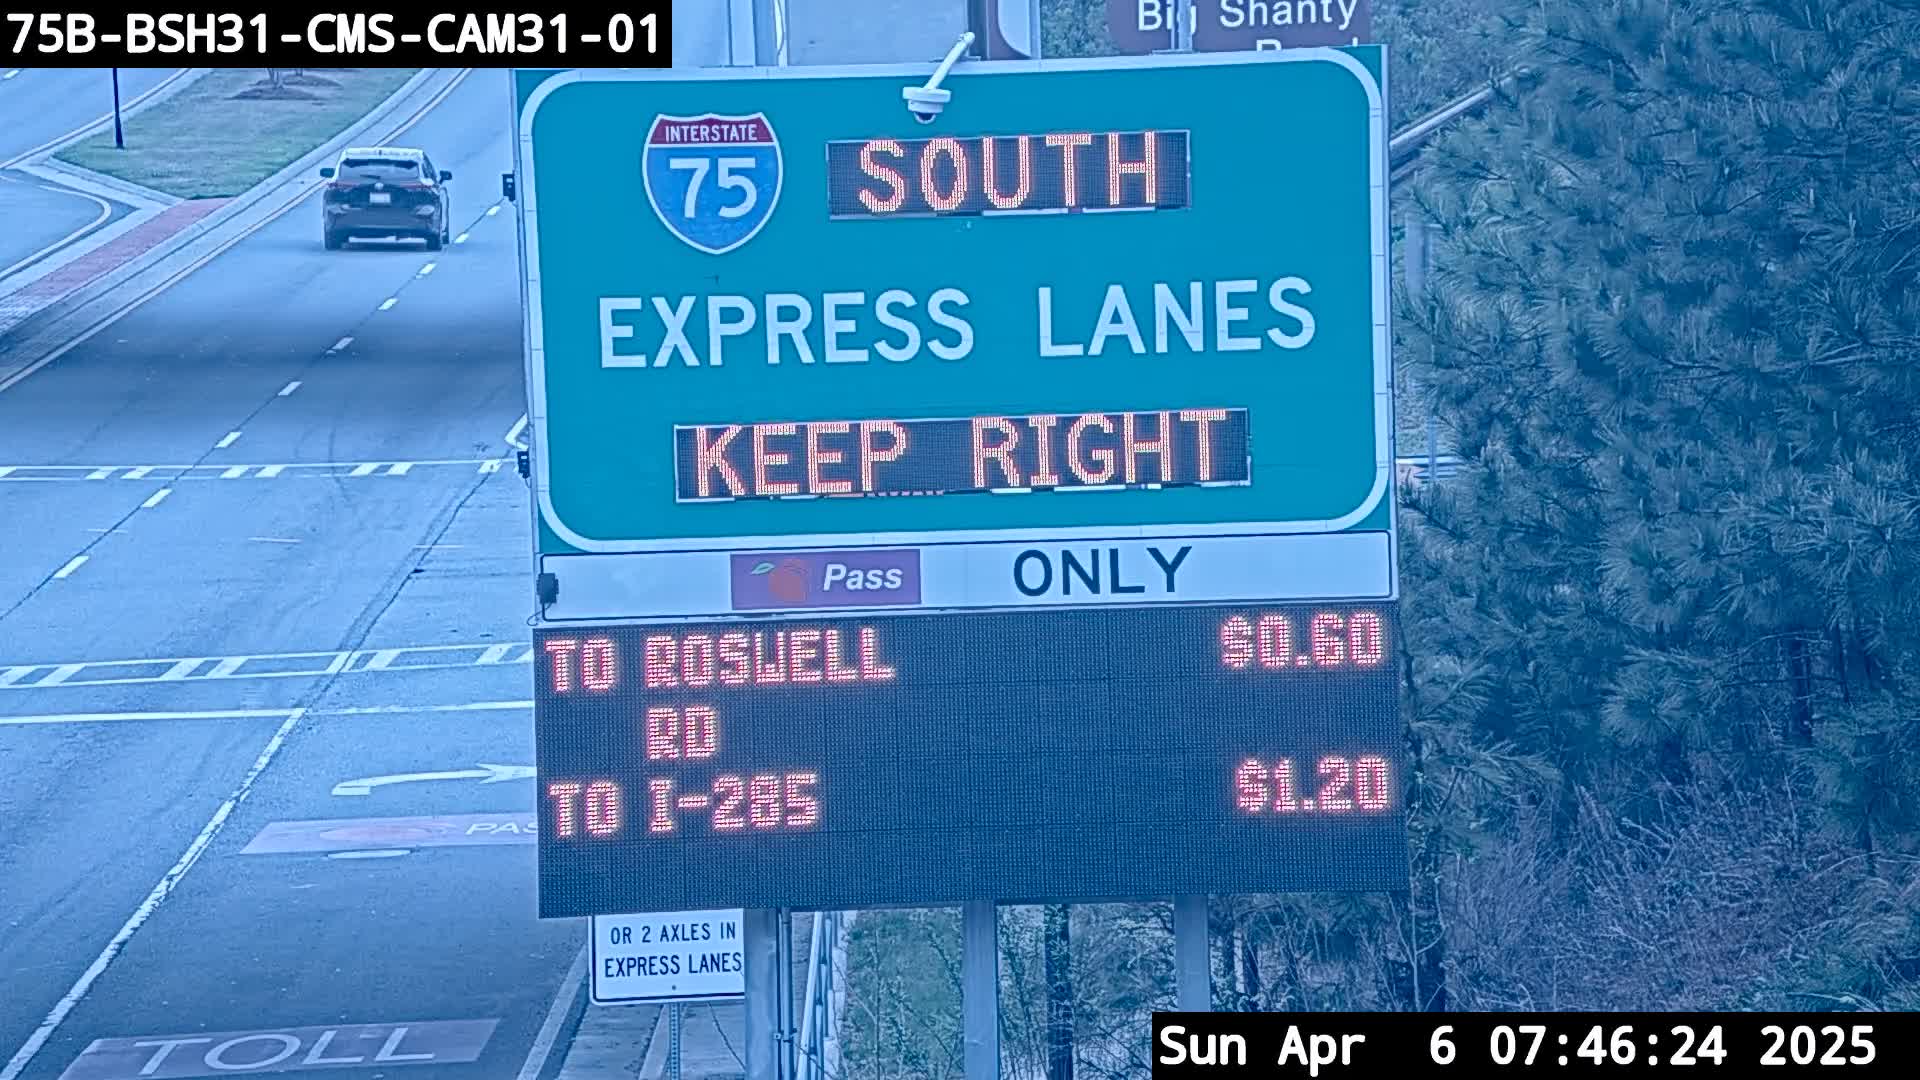 75B-BSH31-CMS-CAM31-01
Big Shanty
INTERSTATE
75
SOUTH
EXPRESS LANES
KEEP RIGHT
Pass
ONLY
TO ROSWELL $0.60
RD
TO I-285 $1.20
OR 2 AXLES IN
EXPRESS LANES
TOLL
Sun Apr 6 07:46:24 2025